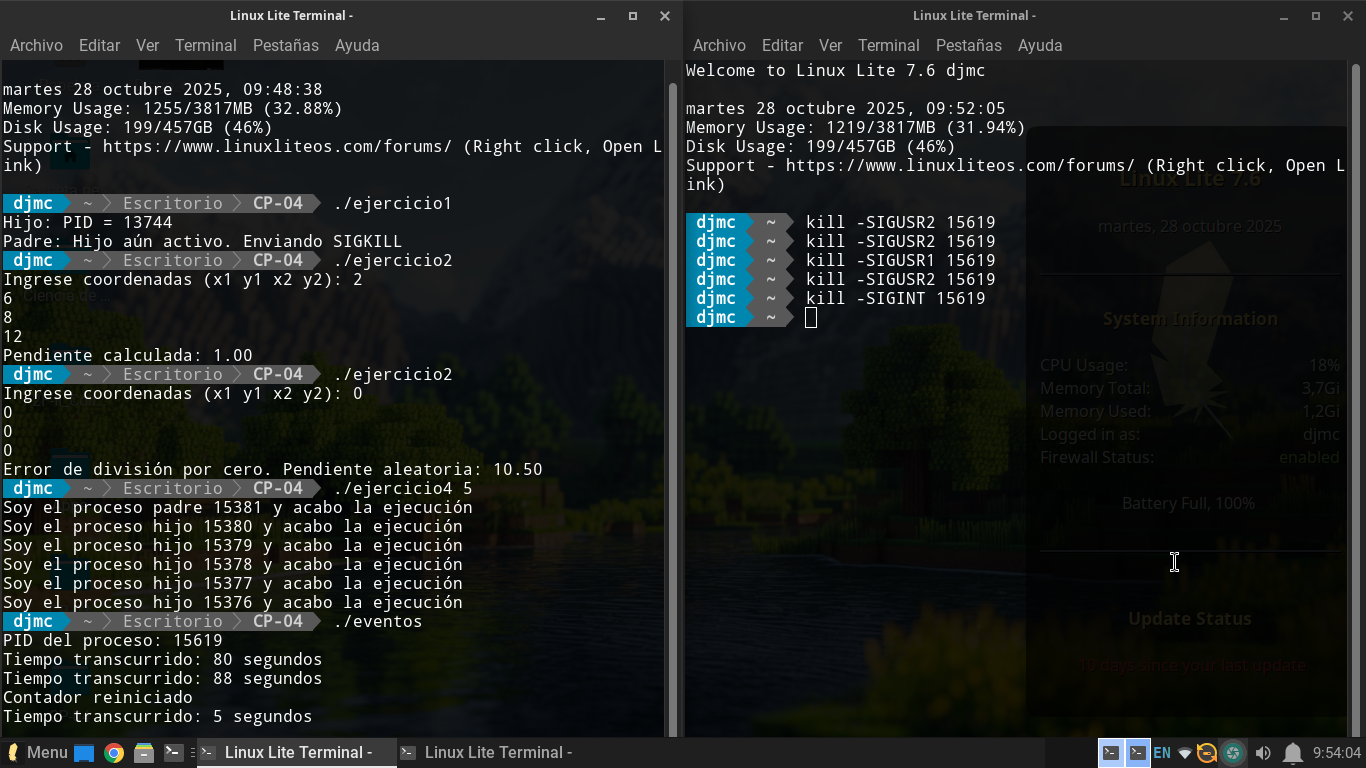 Linux Lite Terminal -
Archivo Editar Ver Terminal Pestañas Ayuda
martes 28 octubre 2025, 09:48:38
Memory Usage: 1255/3817MB (32.88%)
Disk Usage: 199/457GB (46%)
Support - https://www.linuxliteos.com/forums/ (Right click, Open L
ink)
djmc ~ Escritorio CP-04 ./ejercicio1
Hijo: PID = 13744
Padre: Hijo aún activo. Enviando SIGKILL
djmc ~ Escritorio CP-04 ./ejercicio2
Ingrese coordenadas (x1 y1 x2 y2): 2
6
8
12
Pendiente calculada: 1.00
djmc ~ Escritorio CP-04 ./ejercicio2
Ingrese coordenadas (x1 y1 x2 y2): 0
0
0
0
Error de división por cero. Pendiente aleatoria: 10.50
djmc ~ Escritorio CP-04 ./ejercicio4 5
Soy el proceso padre 15381 y acabo la ejecución
Soy el proceso hijo 15380 y acabo la ejecución
Soy el proceso hijo 15379 y acabo la ejecución
Soy el proceso hijo 15378 y acabo la ejecución
Soy el proceso hijo 15377 y acabo la ejecución
Soy el proceso hijo 15376 y acabo la ejecución
djmc ~ Escritorio CP-04 ./eventos
PID del proceso: 15619
Tiempo transcurrido: 80 segundos
Tiempo transcurrido: 88 segundos
Contador reiniciado
Tiempo transcurrido: 5 segundos
Linux Lite Terminal -
Archivo Editar Ver Terminal Pestañas Ayuda
Welcome to Linux Lite 7.6 djmc
martes 28 octubre 2025, 09:52:05
Memory Usage: 1219/3817MB (31.94%)
Disk Usage: 199/457GB (46%)
Support - https://www.linuxliteos.com/forums/ (Right click, Open L
ink)
djmc ~ kill -SIGUSR2 15619
djmc ~ kill -SIGUSR2 15619
djmc ~ kill -SIGUSR1 15619
djmc ~ kill -SIGUSR2 15619
djmc ~ kill -SIGINT 15619
djmc ~
Linux Lite 7.6
martes, 28 octubre 2025
System Information
CPU Usage: 18%
Memory Total: 3,7Gi
Memory Used: 1,2Gi
Logged in as: djmc
Firewall Status: enabled
Battery Full, 100%
Update Status
10 days since your last update
Menu Linux Lite Terminal - Linux Lite Terminal - EN 9:54:04